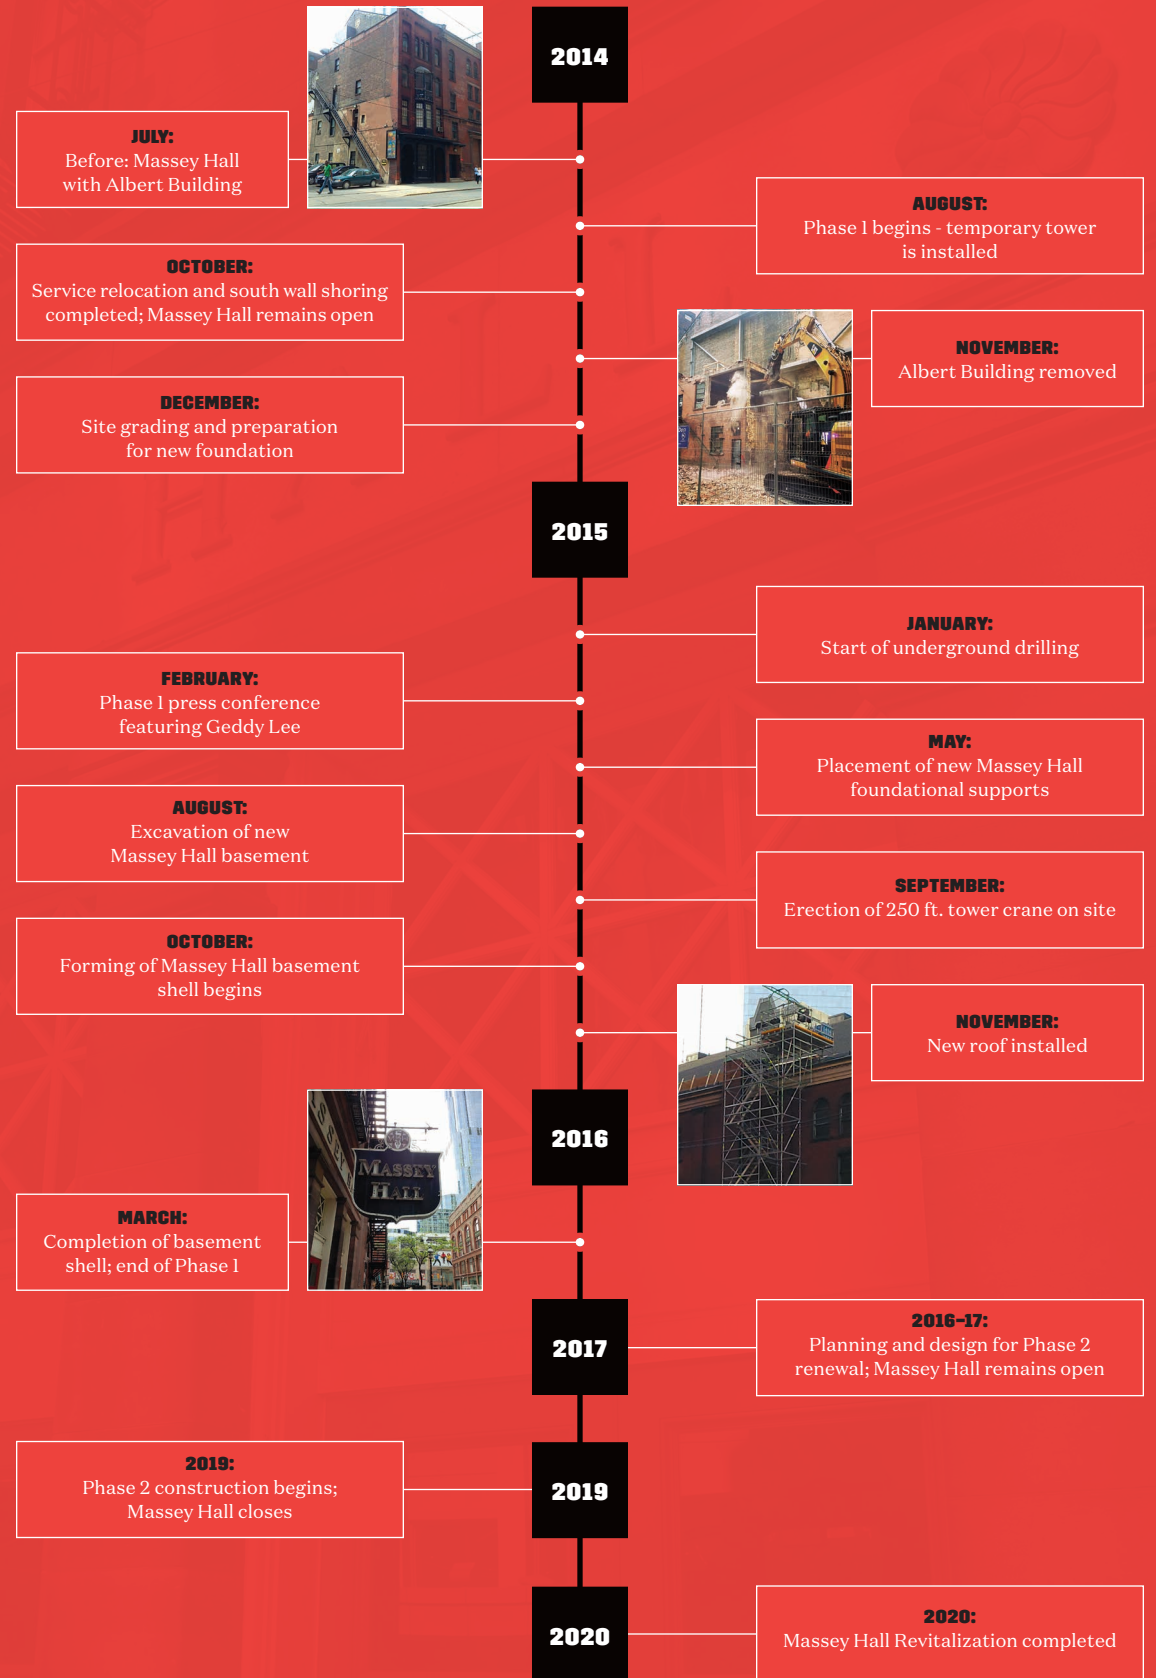 2014
JULY:
Before: Massey Hall
with Albert Building
AUGUST:
Phase 1 begins - temporary tower
is installed
OCTOBER:
Service relocation and south wall shoring
completed; Massey Hall remains open
NOVEMBER:
Albert Building removed
DECEMBER:
Site grading and preparation
for new foundation
2015
JANUARY:
Start of underground drilling
FEBRUARY:
Phase 1 press conference
featuring Geddy Lee
MAY:
Placement of new Massey Hall
foundational supports
AUGUST:
Excavation of new
Massey Hall basement
SEPTEMBER:
Erection of 250 ft. tower crane on site
OCTOBER:
Forming of Massey Hall basement
shell begins
NOVEMBER:
New roof installed
2016
MASSEY
HALL
MARCH:
Completion of basement
shell; end of Phase 1
2017
2016–17:
Planning and design for Phase 2
renewal; Massey Hall remains open
2019:
Phase 2 construction begins;
Massey Hall closes
2019
2020
2020:
Massey Hall Revitalization completed